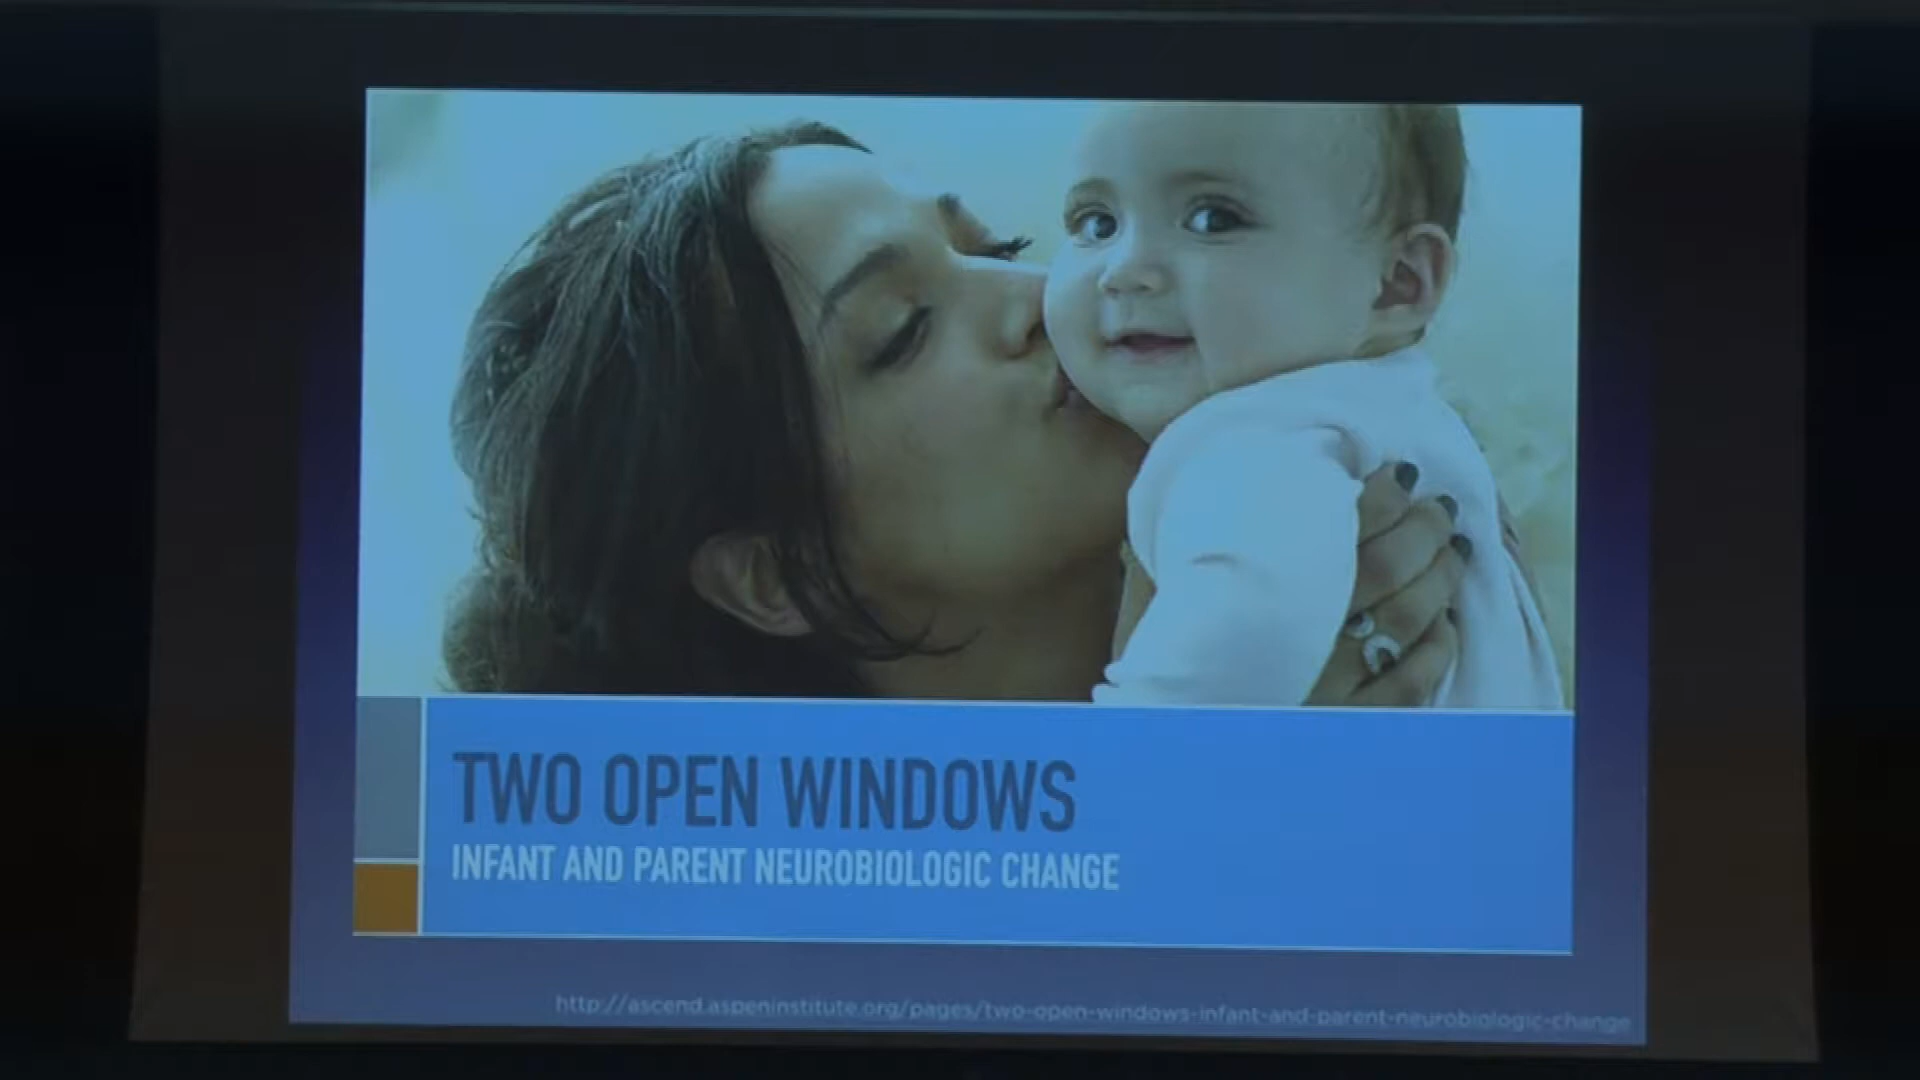 TWO OPEN WINDOWS
INFANT AND PARENT NEUROBIOLOGIC CHANGE
http://ascend.aspeninstitute.org/pages/two-open-windows-infant-and-parent-neurobiologic-change